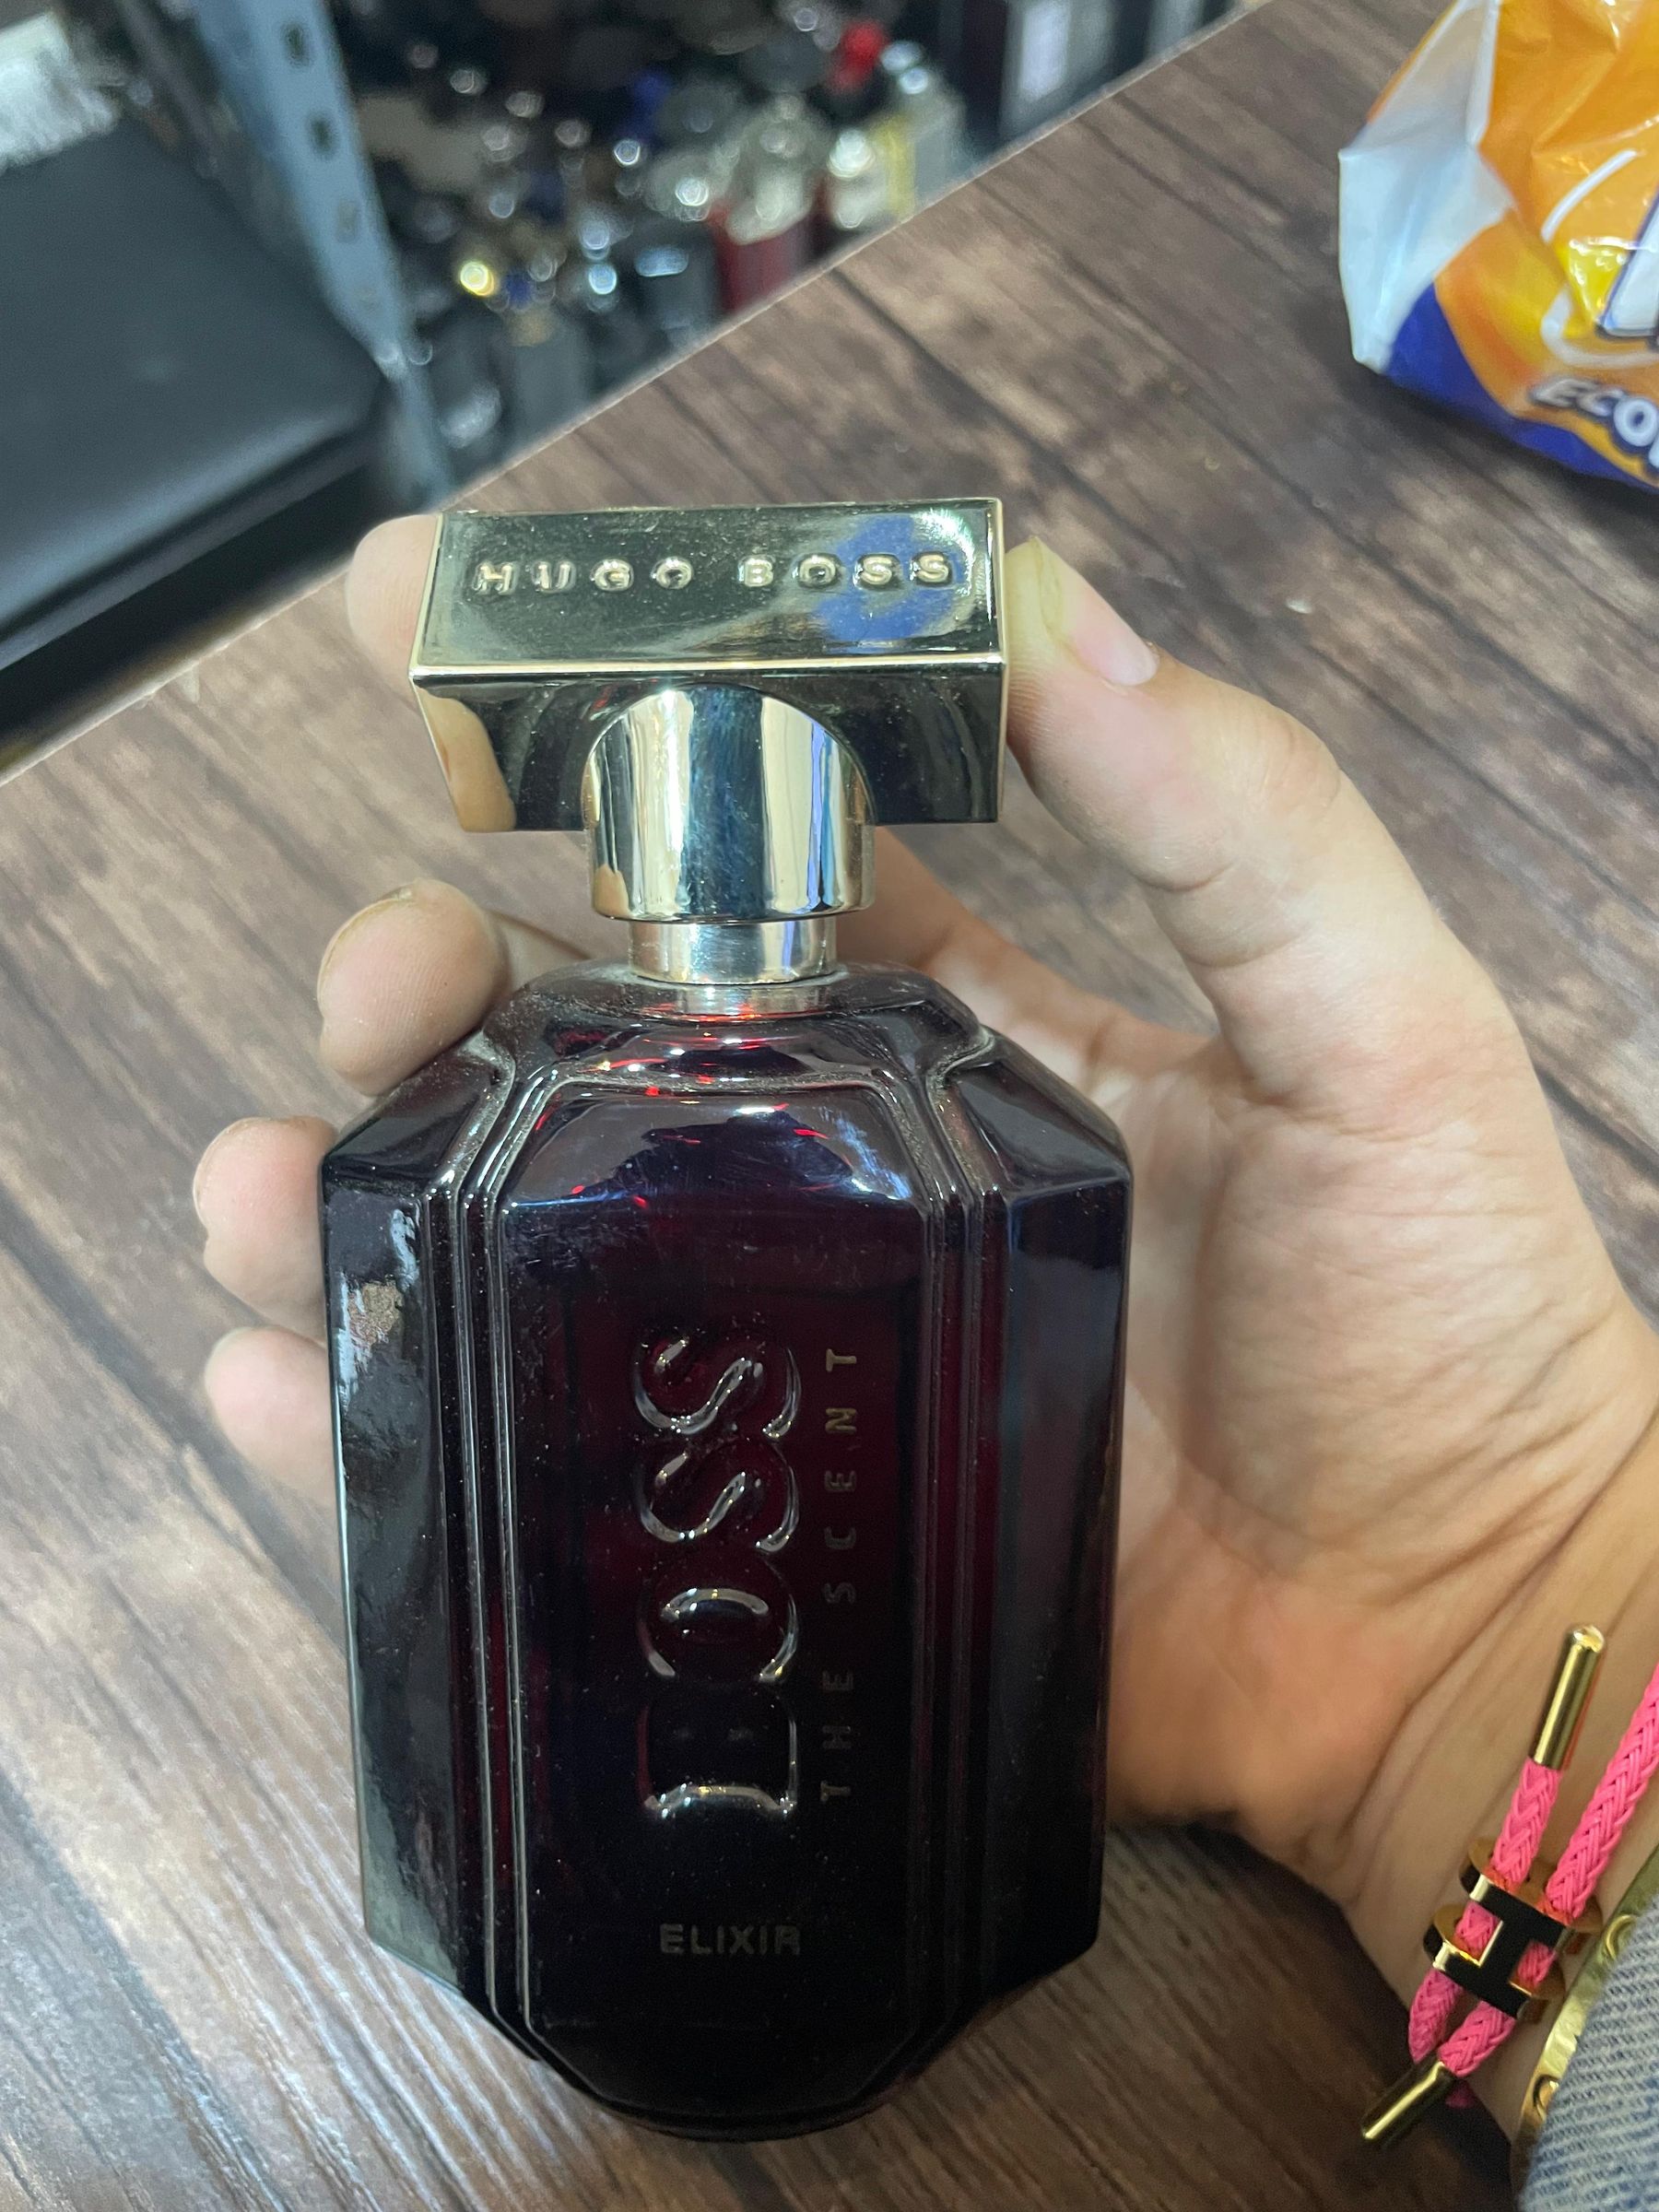 HUGO BOSS
BOSS
THE SCENT
ELIXIR